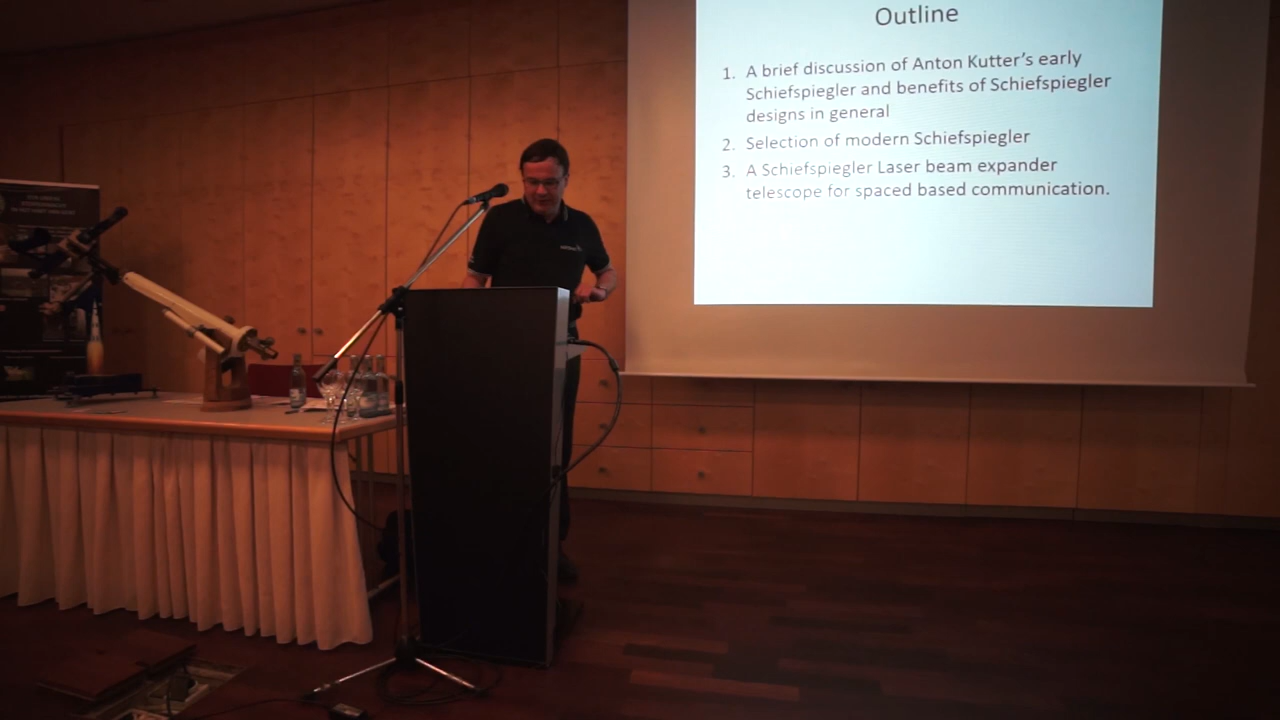 Outline
1. A brief discussion of Anton Kutter's early
Schiefspiegler and benefits of Schiefspiegler
designs in general
2. Selection of modern Schiefspiegler
3. A Schiefspiegler Laser beam expander
telescope for spaced based communication.